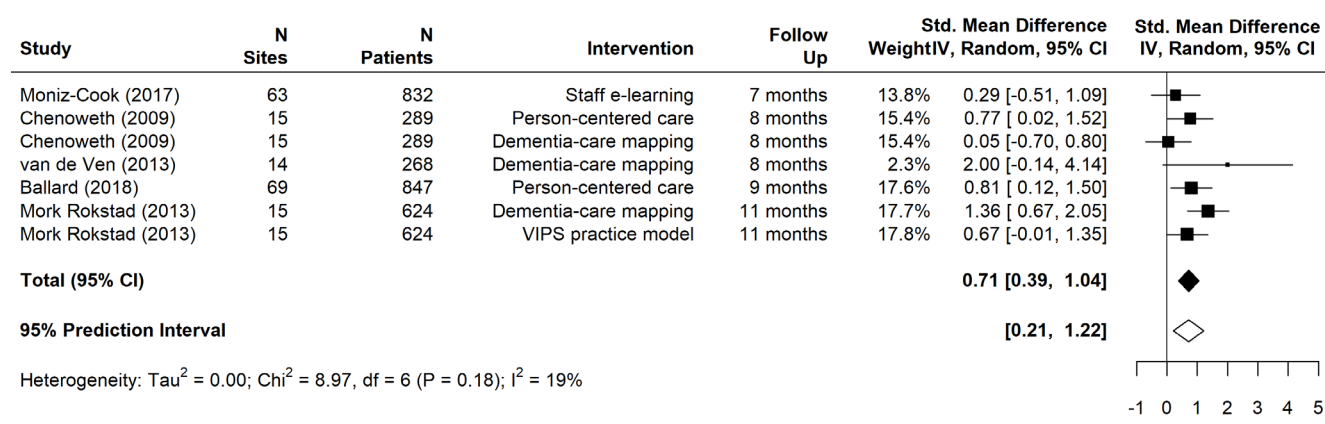 Study N Sites N Patients Intervention Follow Up Weight Std. Mean Difference IV, Random, 95% CI Std. Mean Difference IV, Random, 95% CI
Moniz-Cook (2017) 63 832 Staff e-learning 7 months 13.8% 0.29 [-0.51, 1.09]
Chenoweth (2009) 15 289 Person-centered care 8 months 15.4% 0.77 [ 0.02, 1.52]
Chenoweth (2009) 15 289 Dementia-care mapping 8 months 15.4% 0.05 [-0.70, 0.80]
van de Ven (2013) 14 268 Dementia-care mapping 8 months 2.3% 2.00 [-0.14, 4.14]
Ballard (2018) 69 847 Person-centered care 9 months 17.6% 0.81 [ 0.12, 1.50]
Mork Rokstad (2013) 15 624 Dementia-care mapping 11 months 17.7% 1.36 [ 0.67, 2.05]
Mork Rokstad (2013) 15 624 VIPS practice model 11 months 17.8% 0.67 [-0.01, 1.35]
Total (95% CI) 0.71 [0.39, 1.04]
95% Prediction Interval [0.21, 1.22]
Heterogeneity: Tau² = 0.00; Chi² = 8.97, df = 6 (P = 0.18); I² = 19%
-1 0 1 2 3 4 5